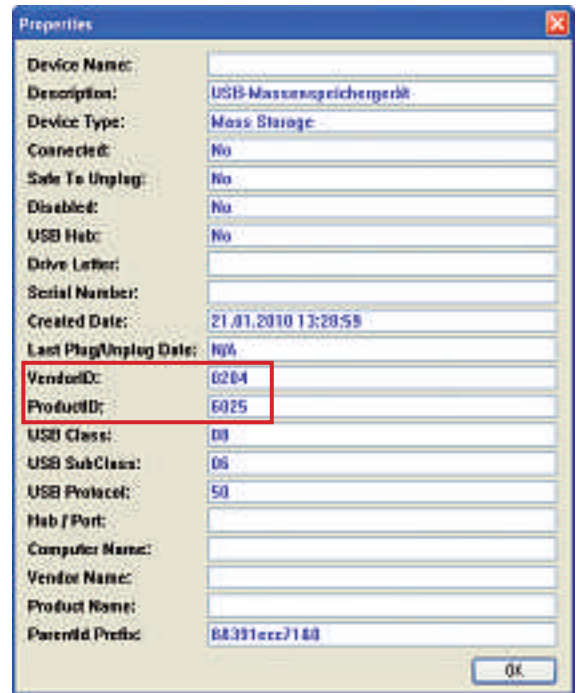 Properties
Device Name:
Description: USB-Massenspeichergerät
Device Type: Mass Storage
Connected: No
Safe To Unplug: No
Disabled: No
USB Hub: No
Drive Letter:
Serial Number:
Created Date: 21.01.2010 13:28:59
Last Plug/Unplug Date: N/A
VendorID: 0204
ProductID: 6025
USB Class: 08
USB SubClass: 06
USB Protocol: 50
Hub / Port:
Computer Name:
Vendor Name:
Product Name:
ParentId Prefix:
OK